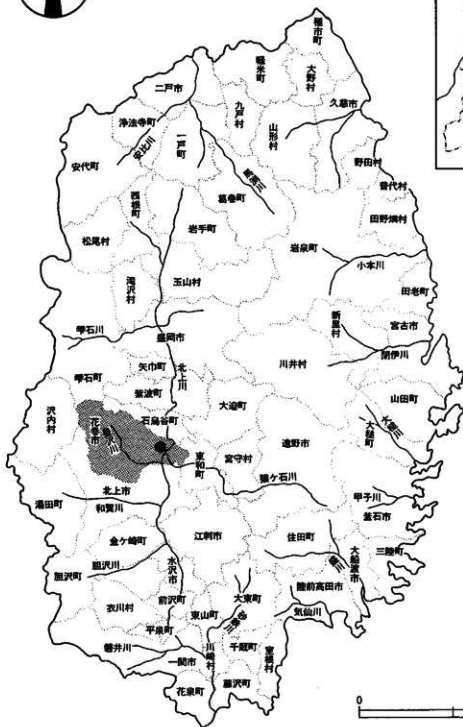 種市町
軽米町
大野村
二戸市
九戸村
久慈市
浄法寺町
山形村
一戸町
安比川
安代町
野田村
普代村
西根町
葛巻町
田野畑村
岩手町
松尾村
岩泉町
小本川
玉山村
滝沢村
田老町
新里村
宮古市
雫石川
盛岡市
閉伊川
川井村
矢巾町
北上川
雫石町
山田町
紫波町
大迫町
沢内村
石鳥谷町
大槌町
大槌川
花巻市
遠野市
東和町
宮守村
猿ヶ石川
北上市
甲子川
湯田町
和賀川
釜石市
江刺市
住田町
金ケ崎町
三陸町
胆沢町
胆沢川
水沢市
大船渡市
陸前高田市
前沢町
大東町
衣川村
東山町
気仙川
平泉町
磐井川
川崎村
千厩町
室根村
一関市
藤沢町
花泉町
0